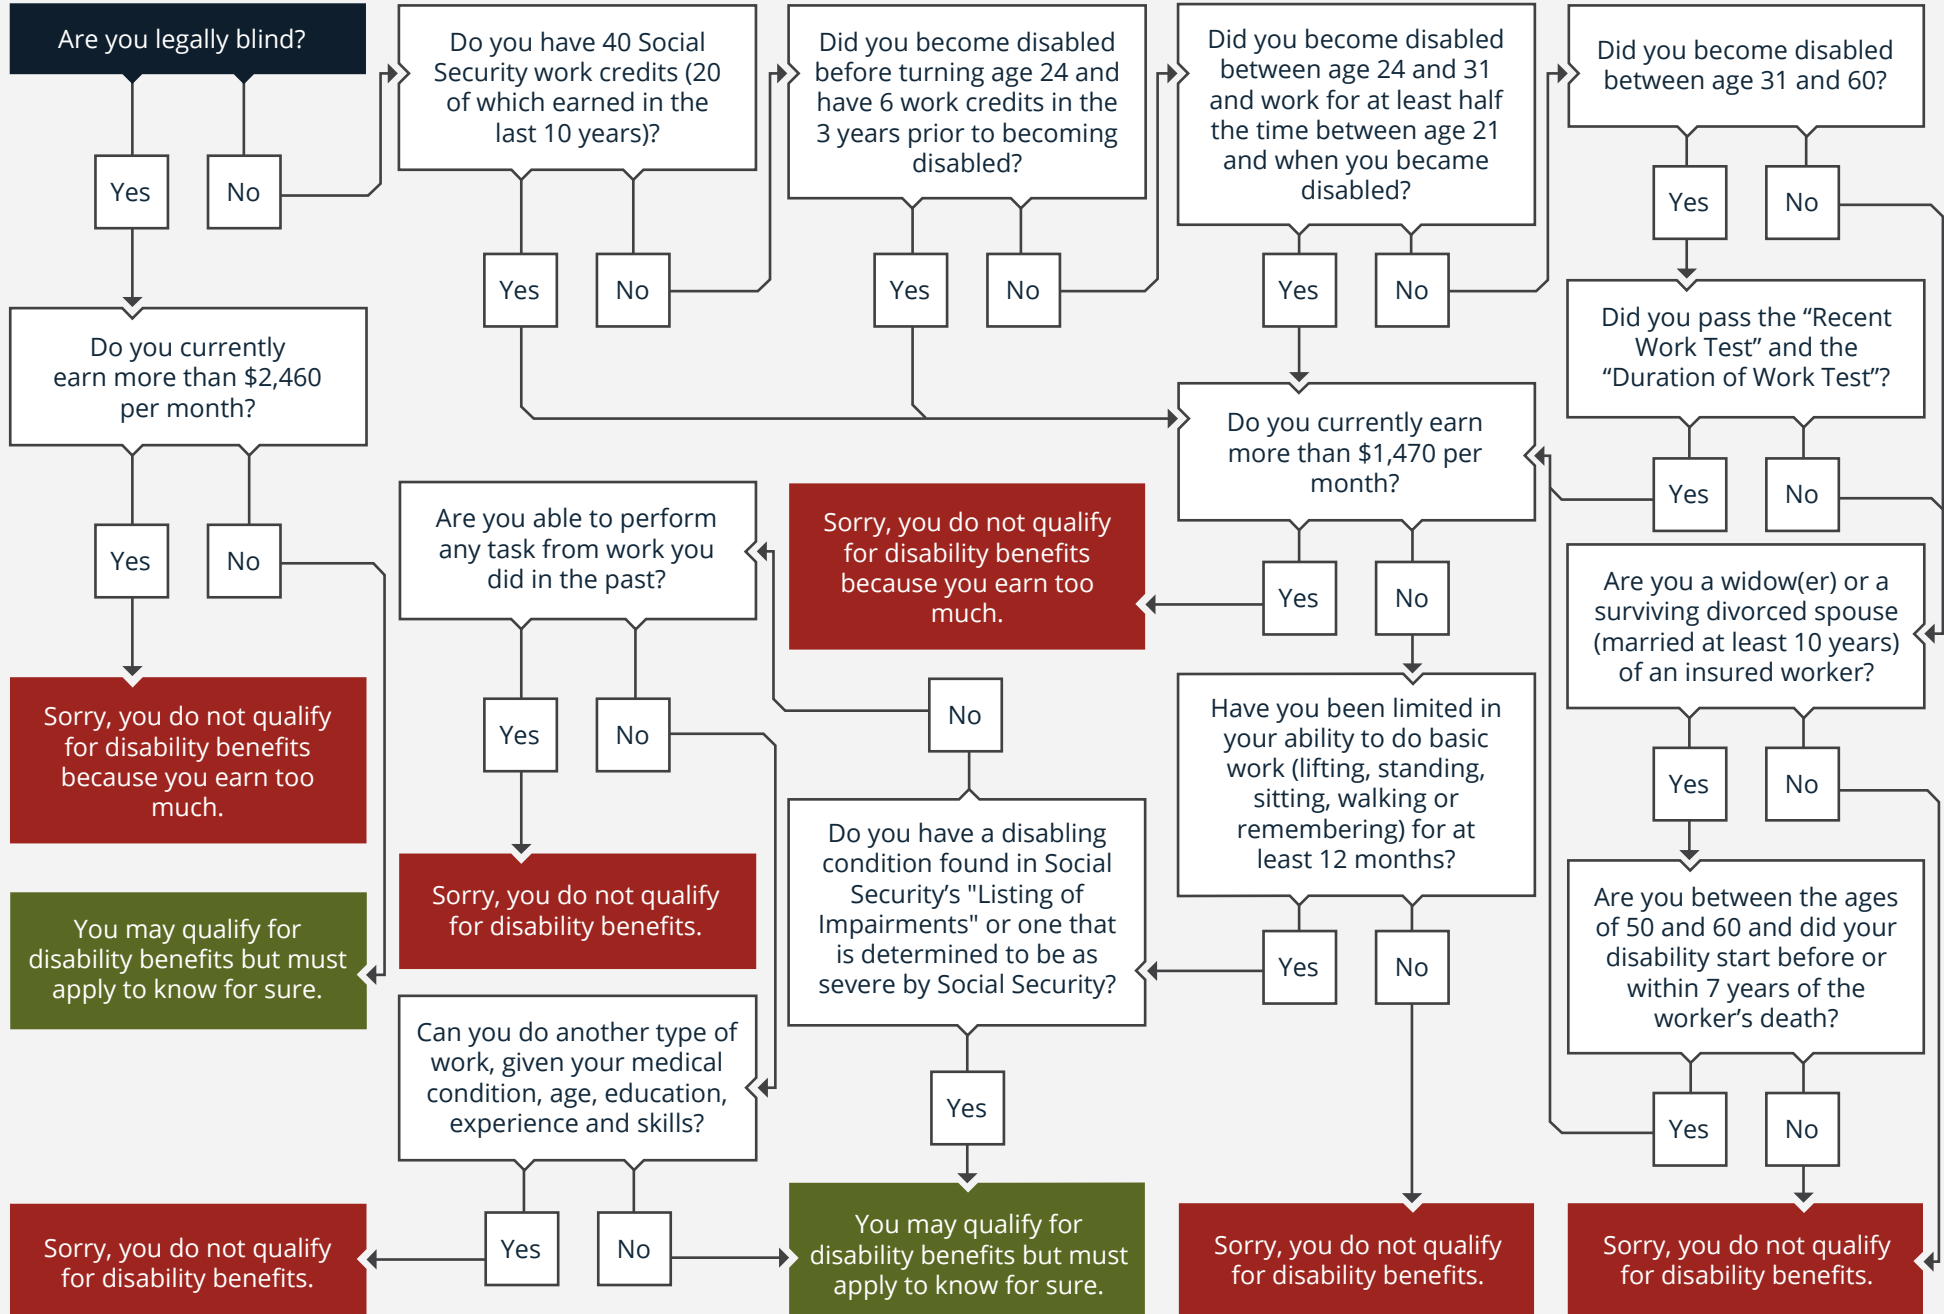 Are you legally blind?
Yes
No
Do you have 40 Social
Security work credits (20
of which earned in the
last 10 years)?
Yes
No
Did you become disabled
before turning age 24 and
have 6 work credits in the
3 years prior to becoming
disabled?
Yes
No
Did you become disabled
between age 24 and 31
and work for at least half
the time between age 21
and when you became
disabled?
Yes
No
Did you become disabled
between age 31 and 60?
Yes
No
Do you currently
earn more than $2,460
per month?
Yes
No
Sorry, you do not qualify
for disability benefits
because you earn too
much.
You may qualify for
disability benefits but must
apply to know for sure.
Did you pass the “Recent
Work Test” and the
“Duration of Work Test”?
Yes
No
Do you currently earn
more than $1,470 per
month?
Yes
No
Sorry, you do not qualify
for disability benefits
because you earn too
much.
Are you a widow(er) or a
surviving divorced spouse
(married at least 10 years)
of an insured worker?
Yes
No
Are you between the ages
of 50 and 60 and did your
disability start before or
within 7 years of the
worker’s death?
Yes
No
Sorry, you do not qualify
for disability benefits.
Have you been limited in
your ability to do basic
work (lifting, standing,
sitting, walking or
remembering) for at
least 12 months?
Yes
No
Sorry, you do not qualify
for disability benefits.
No
Do you have a disabling
condition found in Social
Security’s "Listing of
Impairments" or one that
is determined to be as
severe by Social Security?
Yes
You may qualify for
disability benefits but must
apply to know for sure.
Are you able to perform
any task from work you
did in the past?
Yes
No
Sorry, you do not qualify
for disability benefits.
Can you do another type of
work, given your medical
condition, age, education,
experience and skills?
Yes
No
Sorry, you do not qualify
for disability benefits.